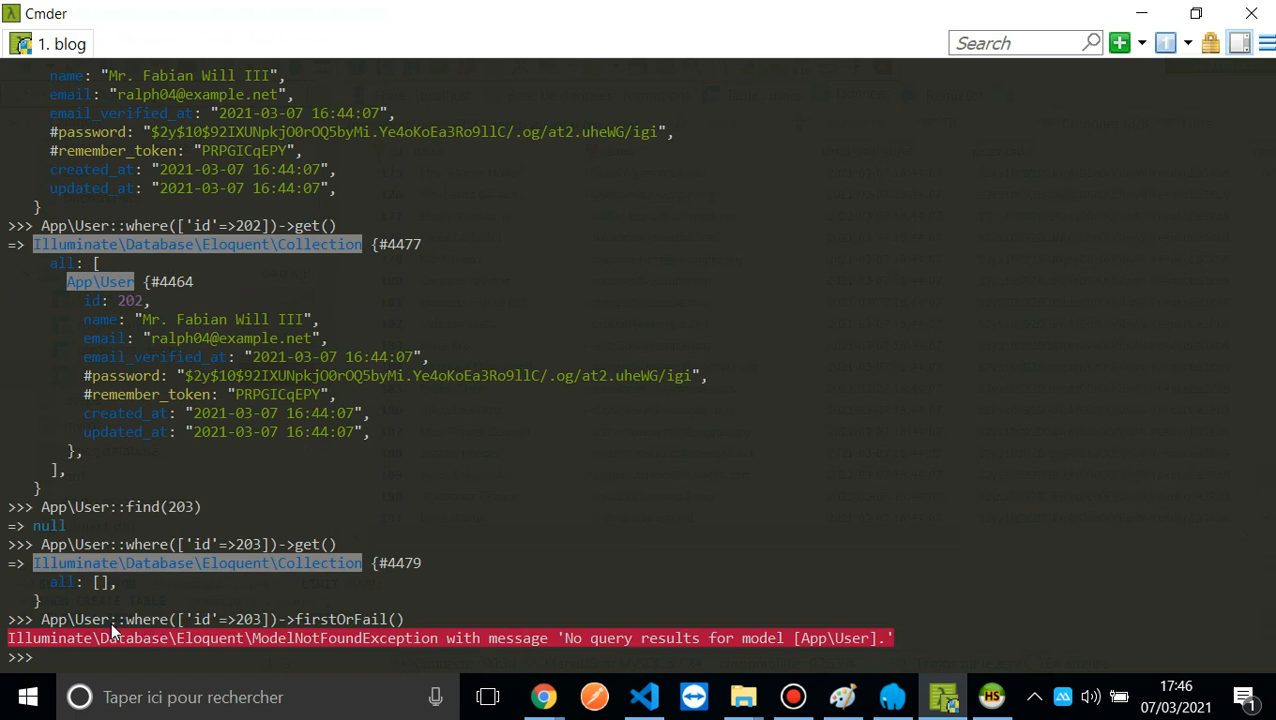 Cmder
1. blog
Search
name: "Mr. Fabian Will III",
email: "ralph04@example.net",
email_verified_at: "2021-03-07 16:44:07",
#password: "$2y$10$92IXUNpkjO0rOQ5byMi.Ye4oKoEa3Ro9llC/.og/at2.uheWG/igi",
#remember_token: "PRPGICqEPY",
created_at: "2021-03-07 16:44:07",
updated_at: "2021-03-07 16:44:07",
}
>>> App\User::where(['id'=>202])->get()
=> Illuminate\Database\Eloquent\Collection {#4477
all: [
App\User {#4464
id: 202,
name: "Mr. Fabian Will III",
email: "ralph04@example.net",
email_verified_at: "2021-03-07 16:44:07",
#password: "$2y$10$92IXUNpkjO0rOQ5byMi.Ye4oKoEa3Ro9llC/.og/at2.uheWG/igi",
#remember_token: "PRPGICqEPY",
created_at: "2021-03-07 16:44:07",
updated_at: "2021-03-07 16:44:07",
},
],
}
>>> App\User::find(203)
=> null
>>> App\User::where(['id'=>203])->get()
=> Illuminate\Database\Eloquent\Collection {#4479
all: [],
}
>>> App\User::where(['id'=>203])->firstOrFail()
Illuminate\Database\Eloquent\ModelNotFoundException with message 'No query results for model [App\User].'
>>>
Taper ici pour rechercher
HS
17:46
07/03/2021
1